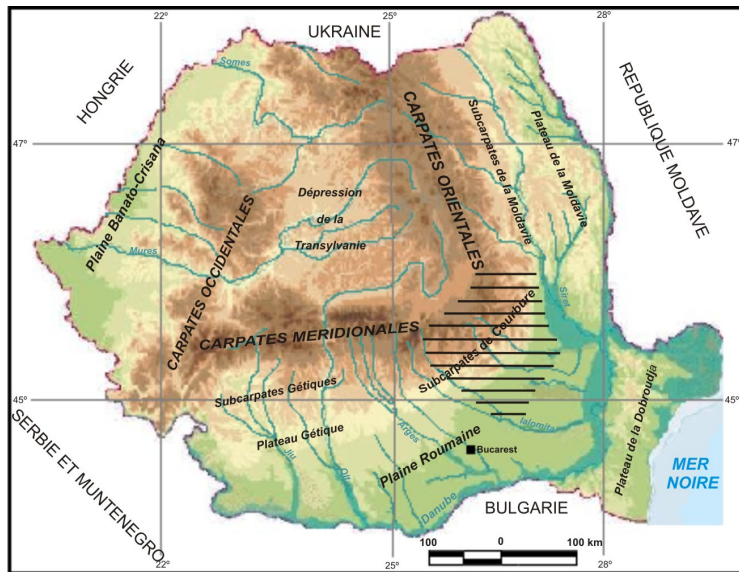 22°
25°
28°
UKRAINE
HONGRIE
REPUBLIQUE MOLDAVE
47°
47°
Somes
CARPATES ORIENTALES
Subcarpates de la Moldavie
Plateau de la Moldavie
Plaine Banato-Crisana
Dépression
de la
Transylvanie
Mures
CARPATES OCCIDENTALES
Siret
CARPATES MERIDIONALES
Subcarpates de Courbure
Subcarpates Gétiques
45°
45°
Plateau Gétique
Jiu
Olt
Arges
Ialomita
Plaine Roumaine
Bucarest
Plateau de la Dobroudja
MER
NOIRE
Danube
BULGARIE
SERBIE ET MUNTENEGRO
22°
25°
28°
100
0
100 km